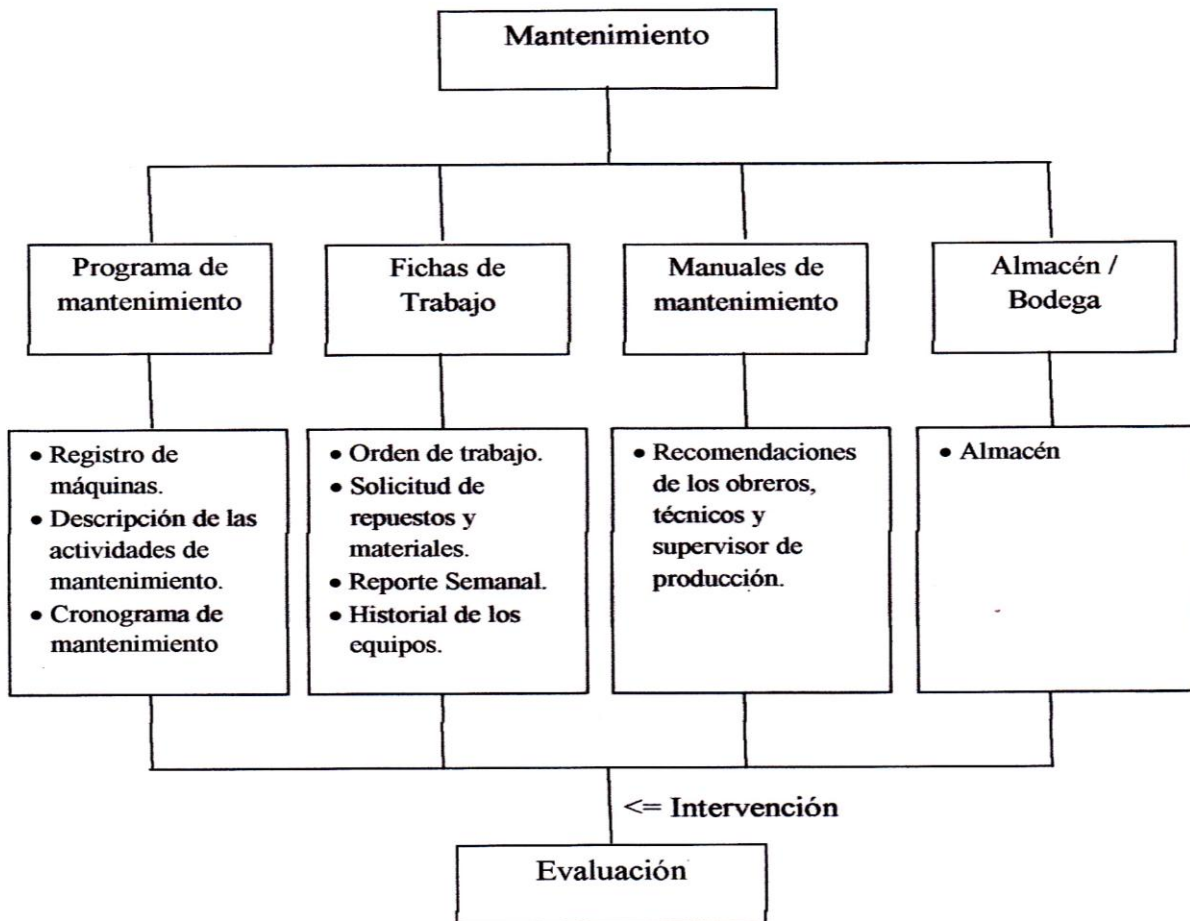 Mantenimiento
Programa de
mantenimiento
Fichas de
Trabajo
Manuales de
mantenimiento
Almacén /
Bodega
• Registro de
máquinas.
• Descripción de las
actividades de
mantenimiento.
• Cronograma de
mantenimiento
• Orden de trabajo.
• Solicitud de
repuestos y
materiales.
• Reporte Semanal.
• Historial de los
equipos.
• Recomendaciones
de los obreros,
técnicos y
supervisor de
producción.
• Almacén
<= Intervención
Evaluación